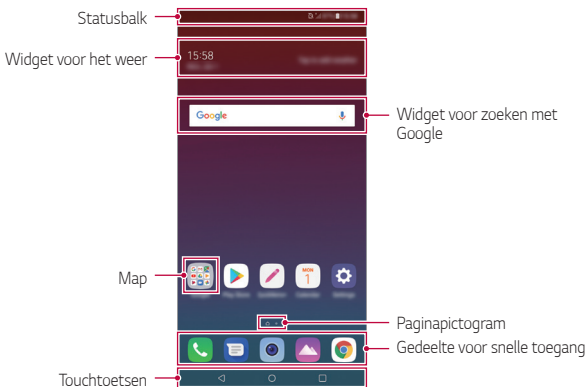 Statusbalk
15:58
Widget voor het weer
Google
Widget voor zoeken met
Google
MON
1
Map
Paginapictogram
Gedeelte voor snelle toegang
Touchtoetsen